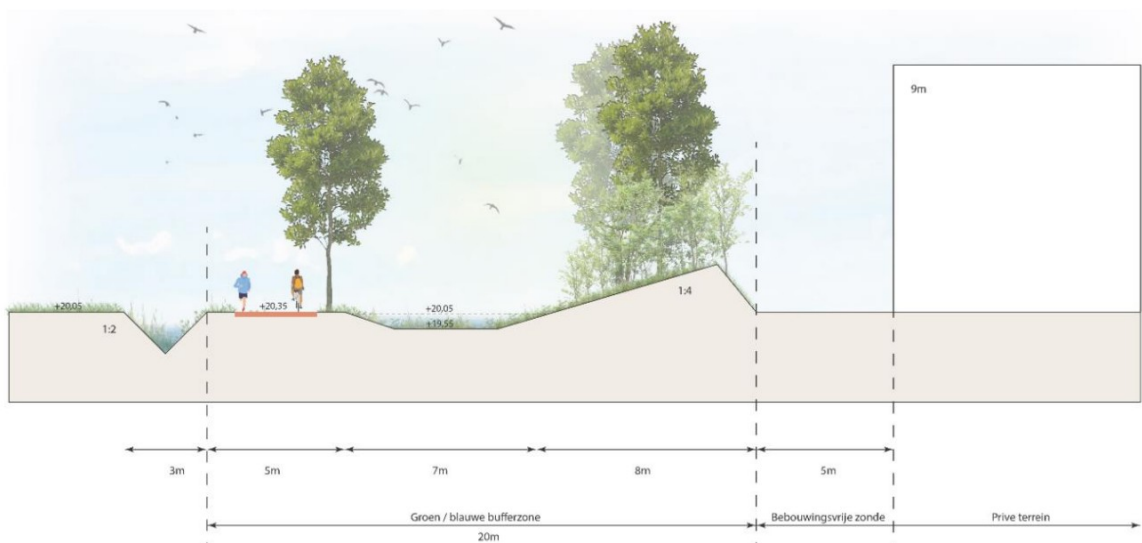 9m
1:4
+20,05
+20,35
+20,05
1:2
+19,55
3m
5m
7m
8m
5m
Groen / blauwe bufferzone
Bebouwingsvrije zonde
Prive terrein
20m